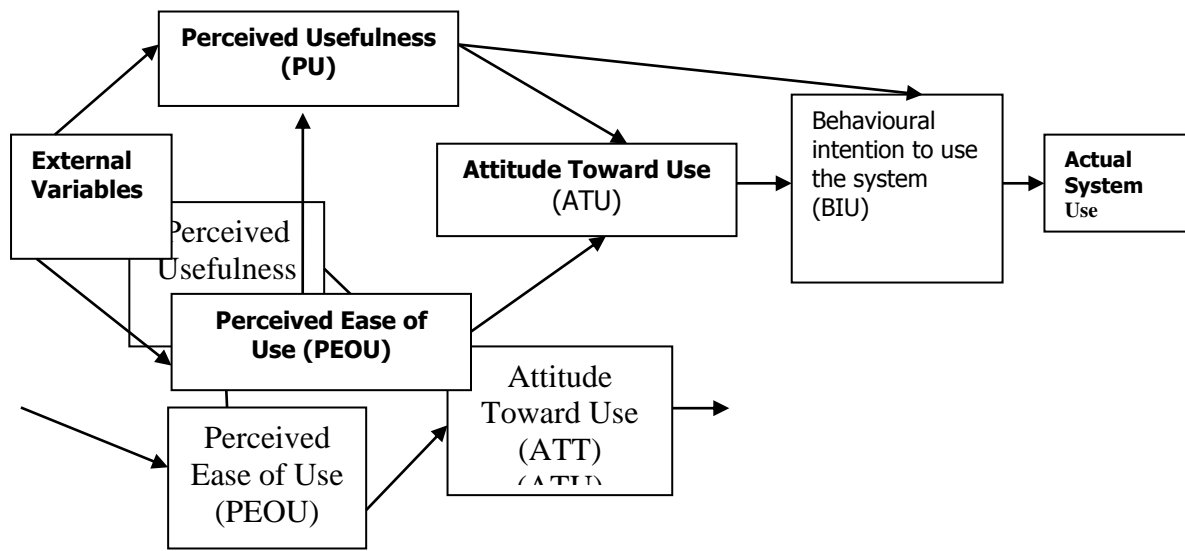 Perceived Usefulness
(PU)
External
Variables
Attitude Toward Use
(ATU)
Behavioural
intention to use
the system
(BIU)
Actual
System
Use
Perceived
Usefulness
Perceived Ease of
Use (PEOU)
Attitude
Toward Use
(ATT)
(ATU)
Perceived
Ease of Use
(PEOU)